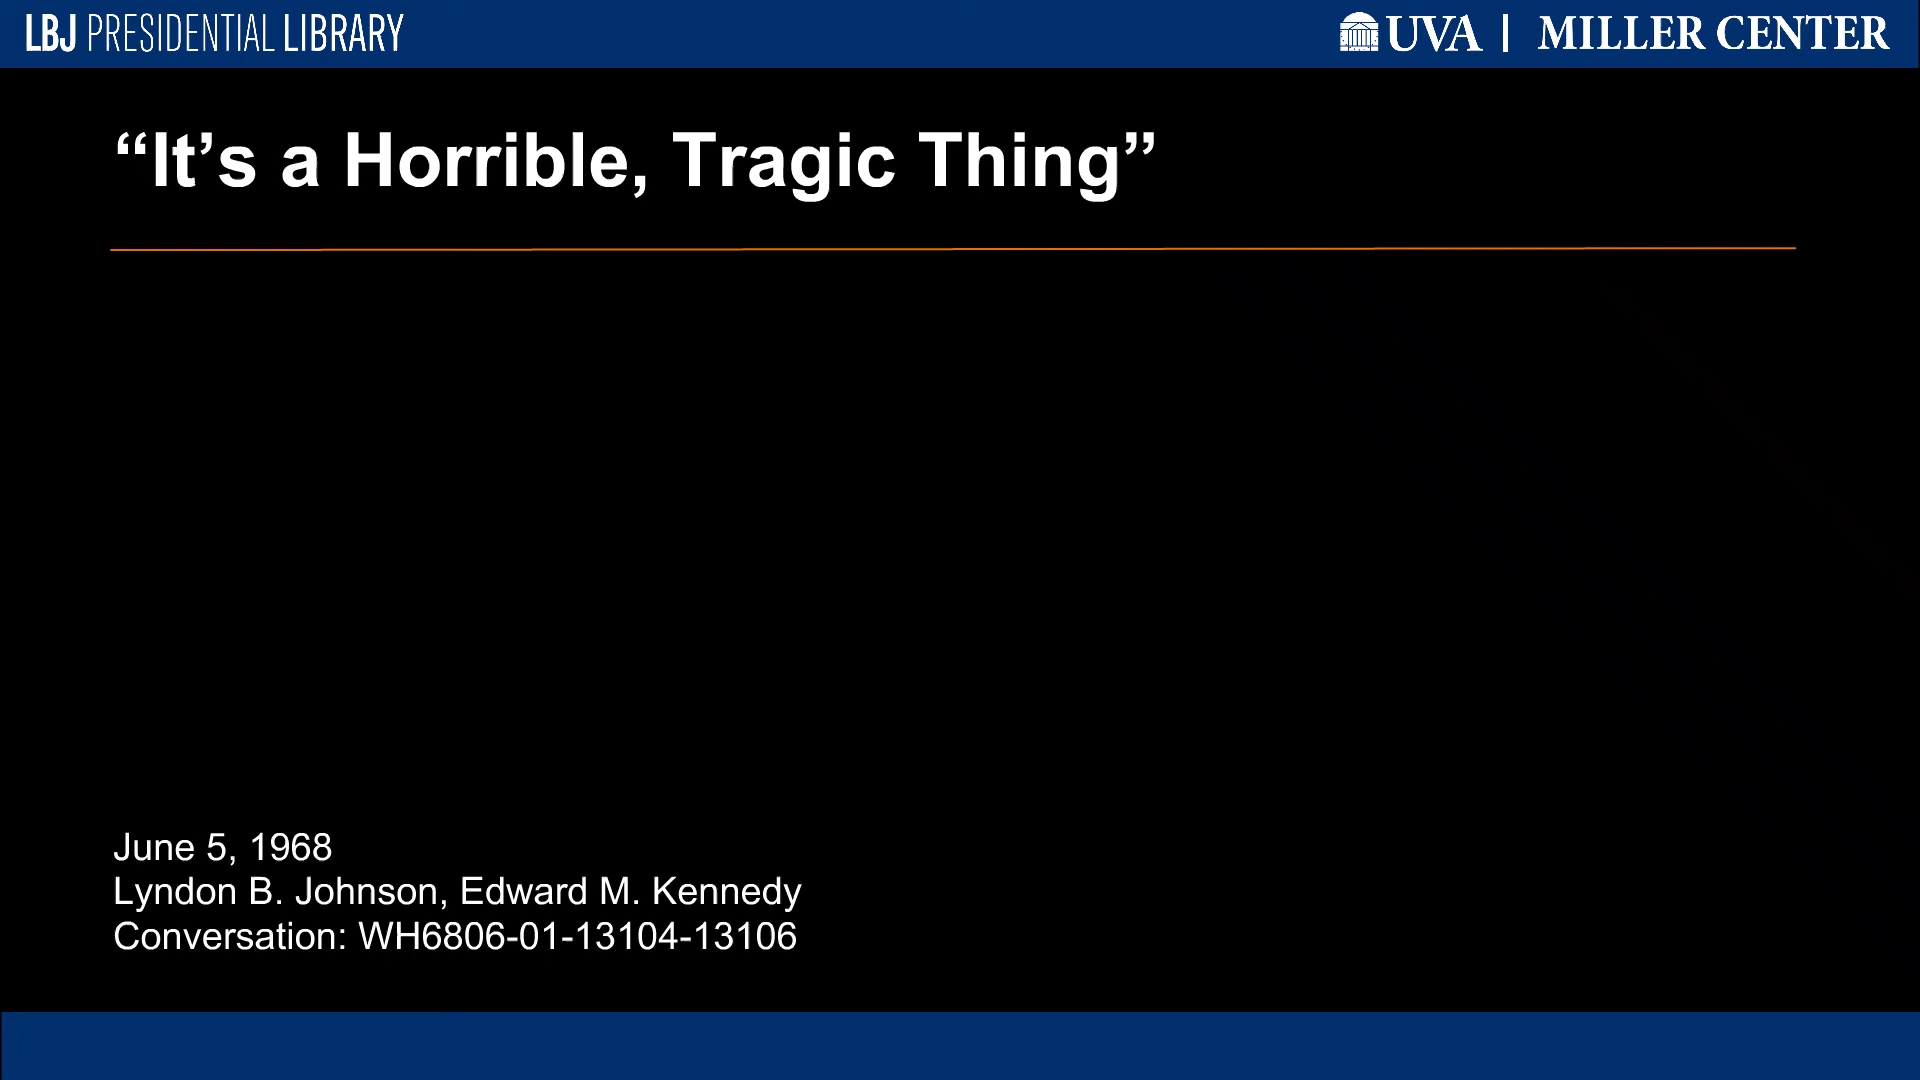 LBJ PRESIDENTIAL LIBRARY
UVA | MILLER CENTER
“It’s a Horrible, Tragic Thing”
June 5, 1968
Lyndon B. Johnson, Edward M. Kennedy
Conversation: WH6806-01-13104-13106